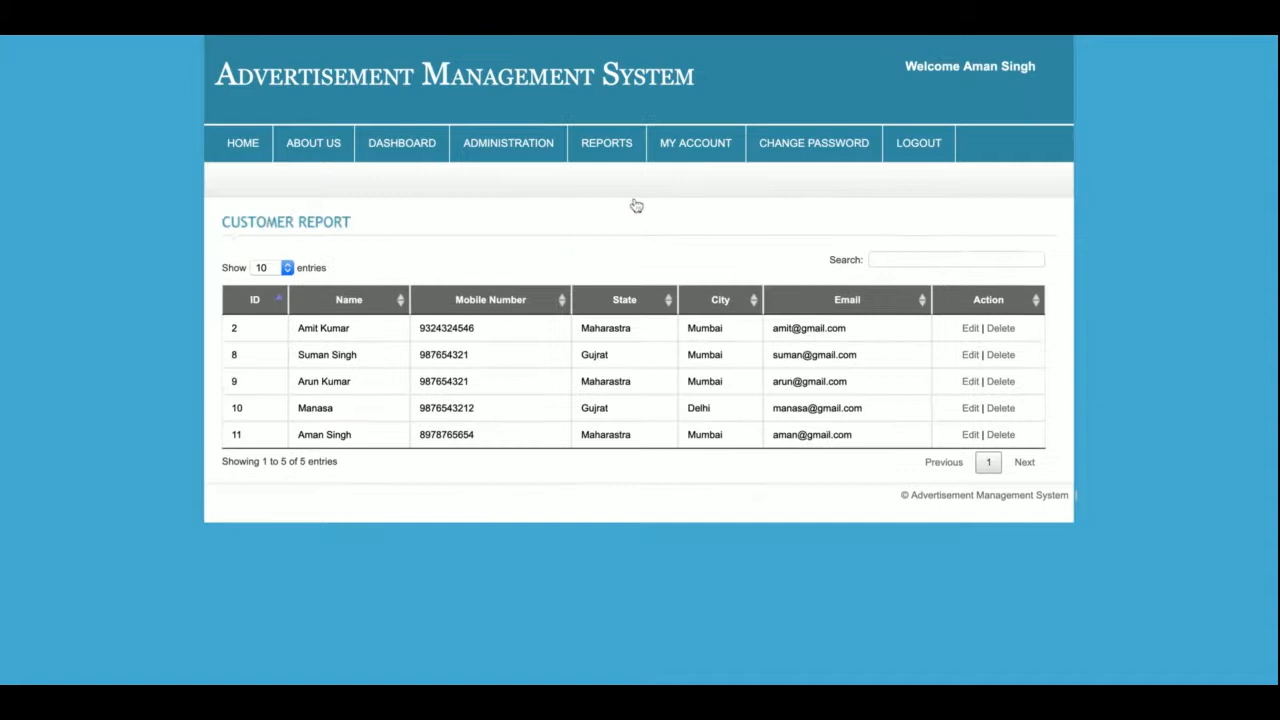 ADVERTISEMENT MANAGEMENT SYSTEM
Welcome Aman Singh
HOME ABOUT US DASHBOARD ADMINISTRATION REPORTS MY ACCOUNT CHANGE PASSWORD LOGOUT
CUSTOMER REPORT
Show 10 entries Search:
ID Name Mobile Number State City Email Action
2 Amit Kumar 9324324546 Maharastra Mumbai amit@gmail.com Edit | Delete
8 Suman Singh 987654321 Gujrat Mumbai suman@gmail.com Edit | Delete
9 Arun Kumar 987654321 Maharastra Mumbai arun@gmail.com Edit | Delete
10 Manasa 9876543212 Gujrat Delhi manasa@gmail.com Edit | Delete
11 Aman Singh 8978765654 Maharastra Mumbai aman@gmail.com Edit | Delete
Showing 1 to 5 of 5 entries Previous 1 Next
© Advertisement Management System |